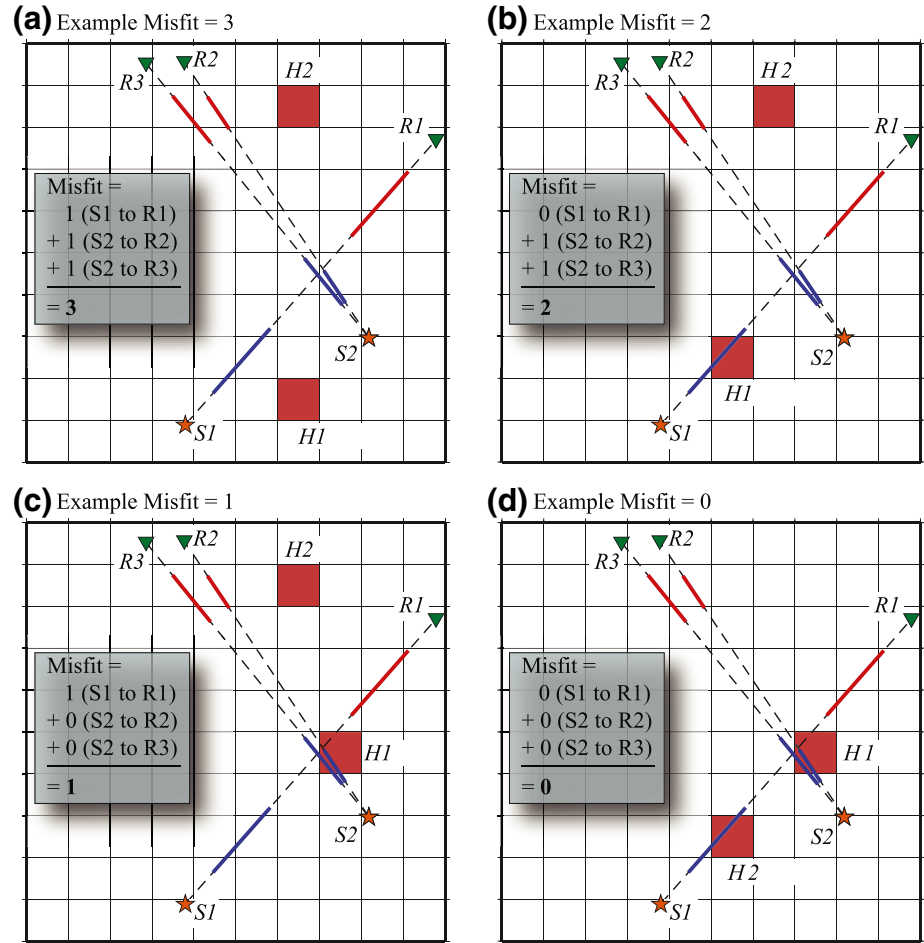 (a) Example Misfit = 3
R3
R2
H2
R1
Misfit =
1 (S1 to R1)
+ 1 (S2 to R2)
+ 1 (S2 to R3)
= 3
S2
S1
H1
(b) Example Misfit = 2
R3
R2
H2
R1
Misfit =
0 (S1 to R1)
+ 1 (S2 to R2)
+ 1 (S2 to R3)
= 2
S2
H1
S1
(c) Example Misfit = 1
R3
R2
H2
R1
Misfit =
1 (S1 to R1)
+ 0 (S2 to R2)
+ 0 (S2 to R3)
= 1
H1
S2
S1
(d) Example Misfit = 0
R3
R2
R1
Misfit =
0 (S1 to R1)
+ 0 (S2 to R2)
+ 0 (S2 to R3)
= 0
H1
S2
H2
S1